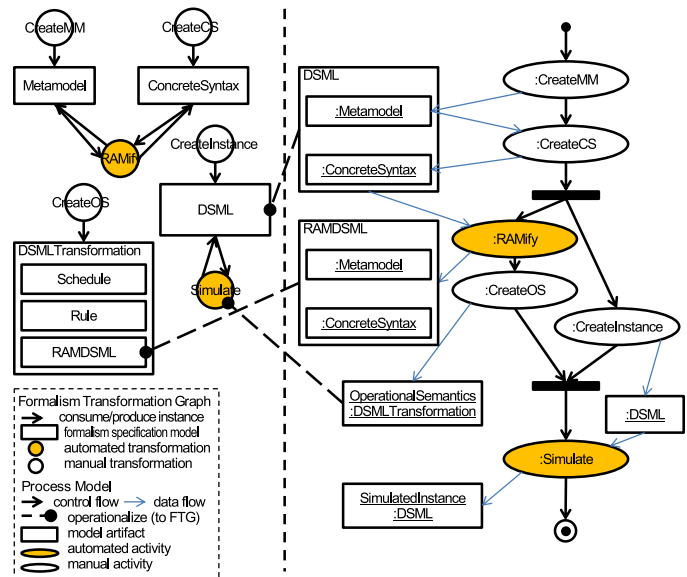 CreateMM
CreateCS
Metamodel
ConcreteSyntax
RAMify
CreateInstance
DSML
CreateOS
DSMLTransformation
Schedule
Rule
RAMDSML
Simulate
Formalism Transformation Graph
consume/produce instance
formalism specification model
automated transformation
manual transformation
Process Model
control flow
data flow
operationalize (to FTG)
model artifact
automated activity
manual activity
DSML
:Metamodel
:ConcreteSyntax
RAMDSML
:Metamodel
:ConcreteSyntax
OperationalSemantics
:DSMLTransformation
SimulatedInstance
:DSML
:CreateMM
:CreateCS
:RAMify
:CreateOS
:CreateInstance
:DSML
:Simulate